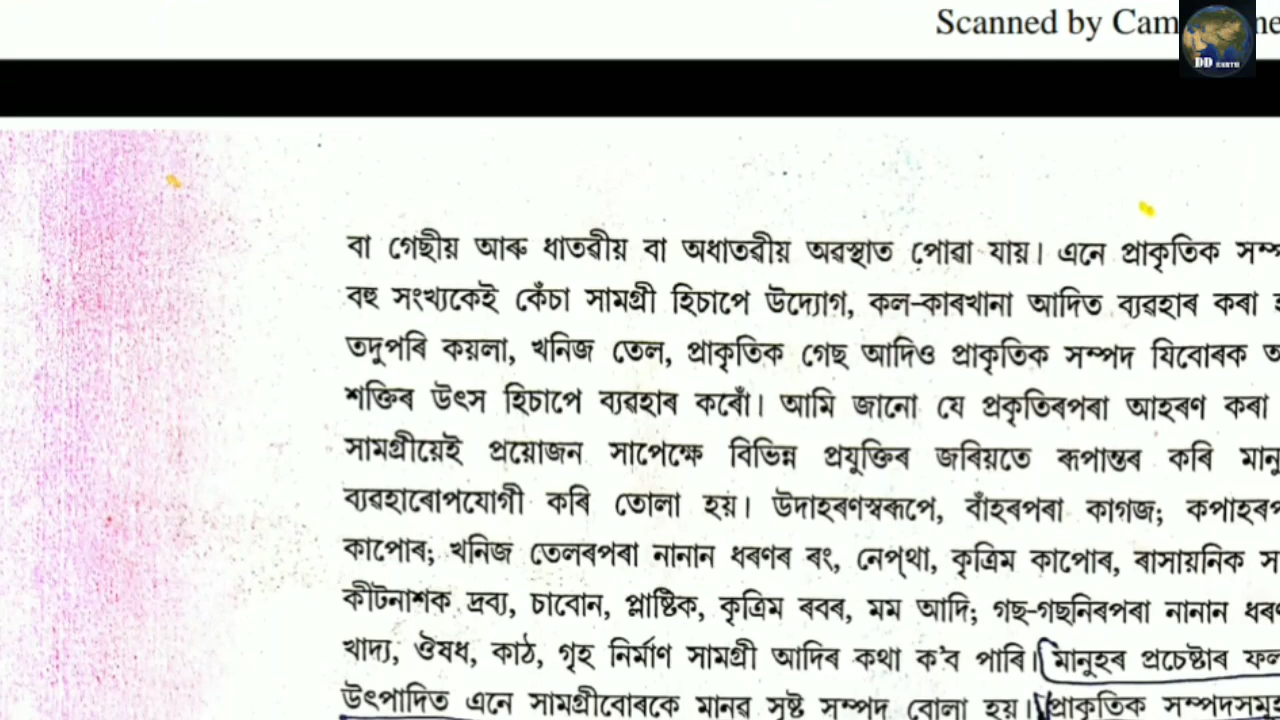 Scanned by Cam
DD EARTH
বা গেছীয় আৰু ধাতৱীয় বা অধাতৱীয় অৱস্থাত পোৱা যায়। এনে প্ৰাকৃতিক
বহু সংখ্যকেই কেঁচা সামগ্ৰী হিচাপে উদ্যোগ, কল-কাৰখানা আদিত ব্যৱহাৰ কৰা
তদুপৰি কয়লা, খনিজ তেল, প্ৰাকৃতিক গেছ আদিও প্ৰাকৃতিক সম্পদ যিবোৰক
শক্তিৰ উৎস হিচাপে ব্যৱহাৰ কৰোঁ। আমি জানো যে প্ৰকৃতিৰপৰা আহৰণ কৰা
সামগ্ৰীয়েই প্ৰয়োজন সাপেক্ষে বিভিন্ন প্ৰযুক্তিৰ জৰিয়তে ৰূপান্তৰ কৰি
ব্যৱহাৰোপযোগী কৰি তোলা হয়। উদাহৰণস্বৰূপে, বাঁহৰপৰা কাগজ;
কাপোৰ; খনিজ তেলৰপৰা নানান ধৰণৰ ৰং, নেপ্‌থা, কৃত্ৰিম কাপোৰ, ৰাসায়নিক
কীটনাশক দ্ৰব্য, চাবোন, প্লাষ্টিক, কৃত্ৰিম ৰবৰ, মম আদি; গছ-গছনিৰপৰা নানান
খাদ্য, ঔষধ, কাঠ, গৃহ নিৰ্মাণ সামগ্ৰী আদিৰ কথা ক'ব পাৰি। মানুহৰ প্ৰচেষ্টাৰ
উৎপাদিত এনে সামগ্ৰীবোৰকে মানৱ সৃষ্ট সম্পদ বোলা হয়।